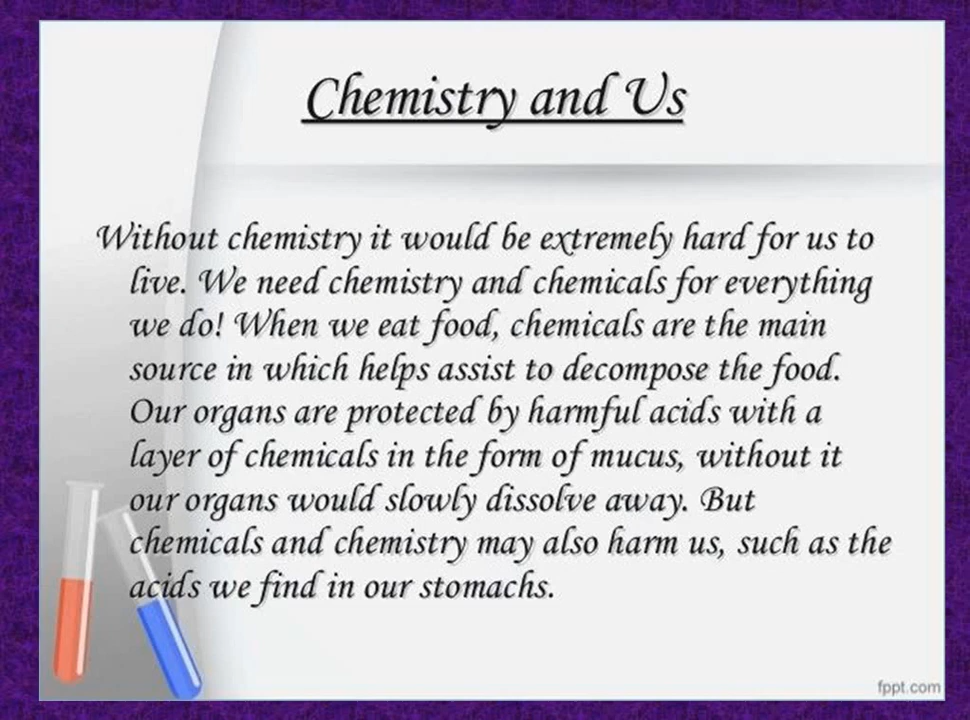 Chemistry and Us
Without chemistry it would be extremely hard for us to
live. We need chemistry and chemicals for everything
we do! When we eat food, chemicals are the main
source in which helps assist to decompose the food.
Our organs are protected by harmful acids with a
layer of chemicals in the form of mucus, without it
our organs would slowly dissolve away. But
chemicals and chemistry may also harm us, such as the
acids we find in our stomachs.
fppt.com